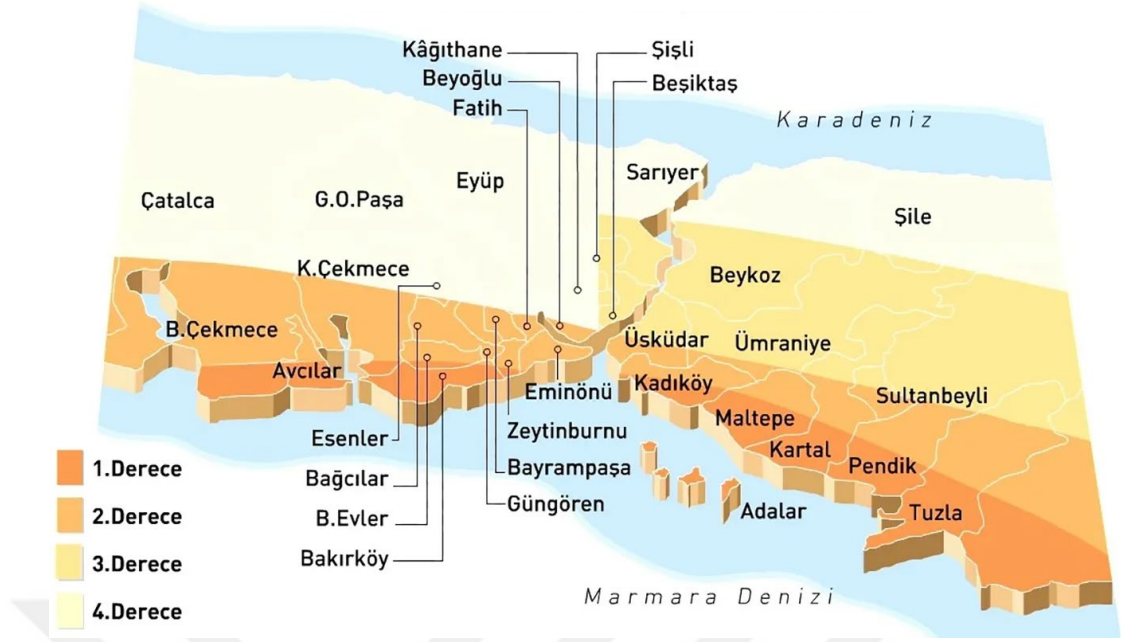 Kâğıthane
Şişli
Beyoğlu
Beşiktaş
Fatih
Karadeniz
Sarıyer
Eyüp
Çatalca
G.O.Paşa
Şile
K.Çekmece
Beykoz
B.Çekmece
Üsküdar
Ümraniye
Avcılar
Kadıköy
Eminönü
Sultanbeyli
Maltepe
Esenler
Zeytinburnu
Kartal
Bağcılar
Bayrampaşa
Pendik
Güngören
Adalar
Tuzla
B.Evler
Bakırköy
Marmara Denizi
1.Derece
2.Derece
3.Derece
4.Derece